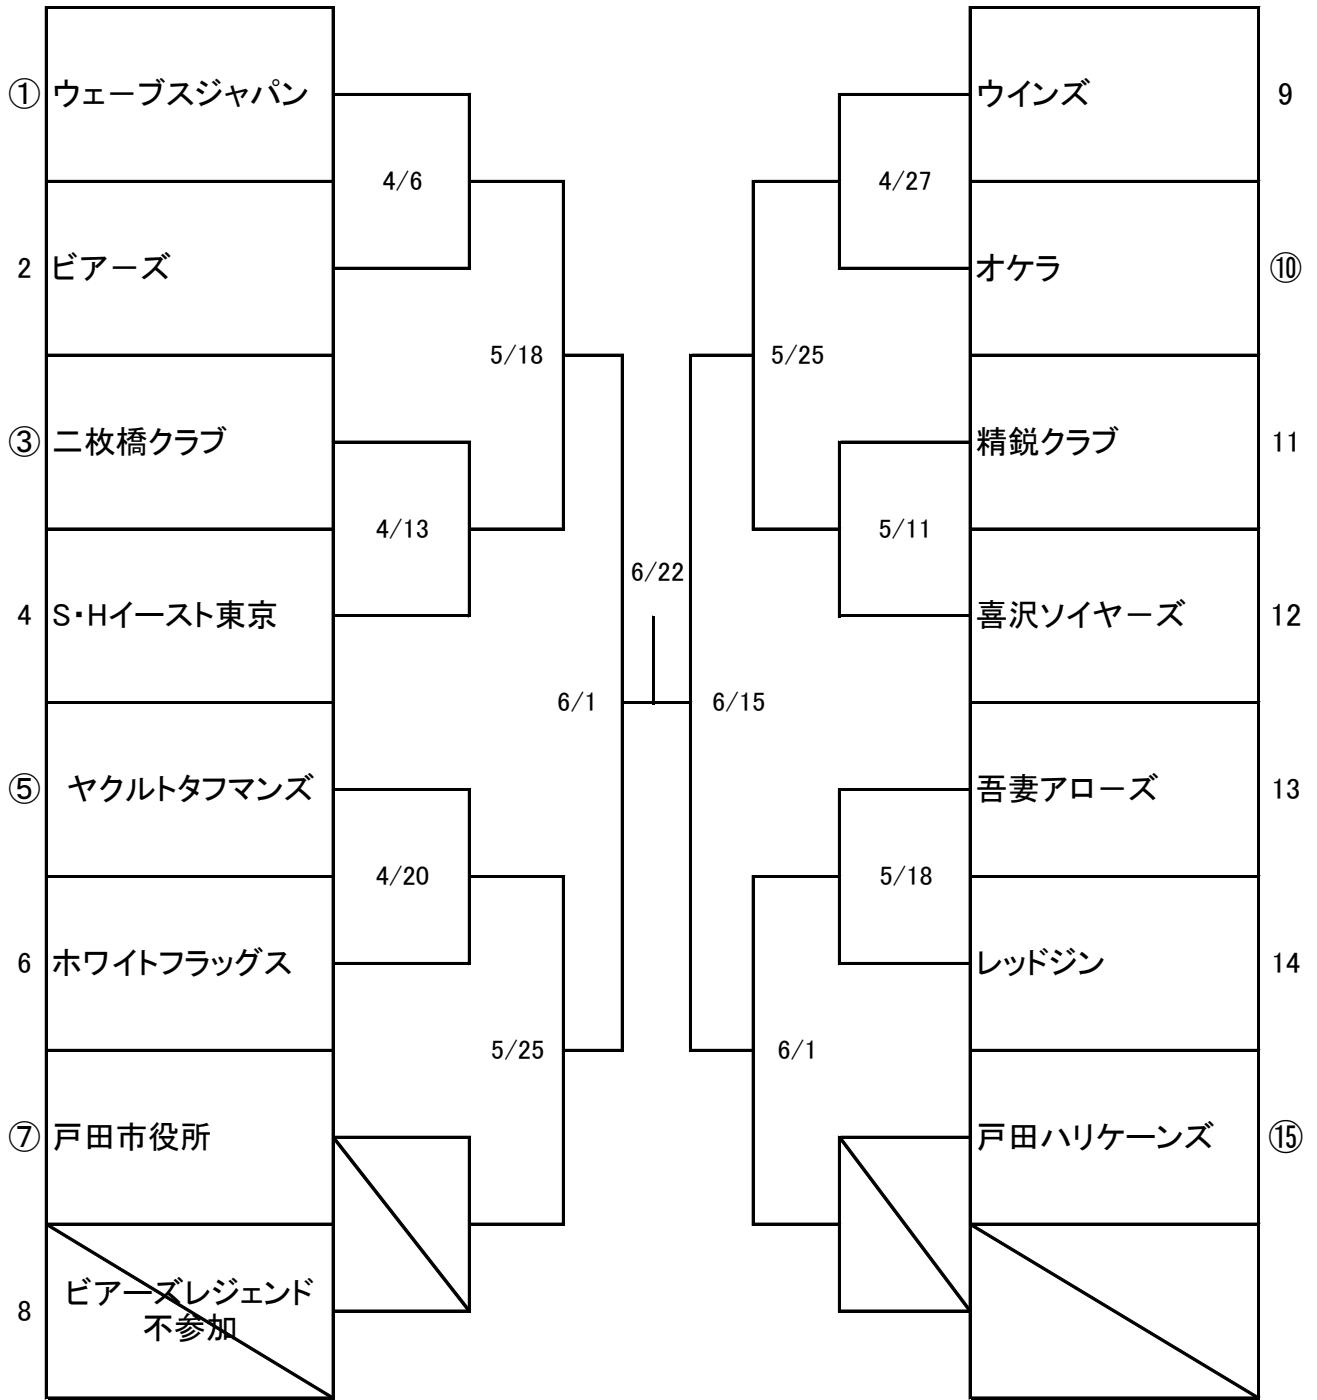 ① ウェーブスジャパン
2 ビアーズ
③ 二枚橋クラブ
4 S・Hイースト東京
⑤ ヤクルトタフマンズ
6 ホワイトフラッグス
⑦ 戸田市役所
8 ビアーズレジェンド
不参加
4/6
4/13
4/20
5/18
5/25
6/1
6/22
6/15
5/25
6/1
4/27
5/11
5/18
ウインズ 9
オケラ ⑩
精鋭クラブ 11
喜沢ソイヤーズ 12
吾妻アローズ 13
レッドジン 14
戸田ハリケーンズ ⑮